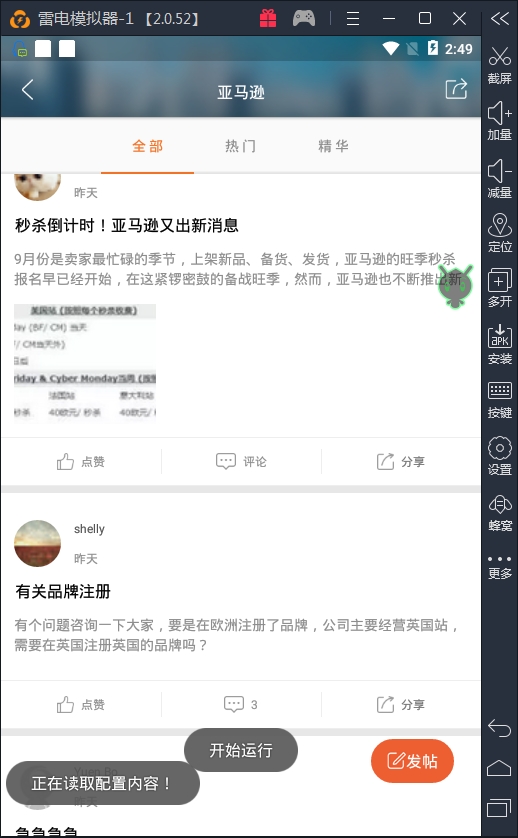 雷电模拟器-1 【2.0.52】
2:49
亚马逊
全部 热门 精华
昨天
秒杀倒计时！亚马逊又出新消息
9月份是卖家最忙碌的季节，上架新品、备货、发货，亚马逊的旺季秒杀
报名早已经开始，在这紧锣密鼓的备战旺季，然而，亚马逊也不断推出新
英国站 (按照每个秒杀收费)
day (BF/ CM) 当天
/ CM当天外)
riday & Cyber Monday当周 (按照
法国站 意大利站
秒杀 40欧元/ 秒杀 40欧元/ 秒
点赞 评论 分享
shelly
昨天
有关品牌注册
有个问题咨询一下大家，要是在欧洲注册了品牌，公司主要经营英国站，
需要在英国注册英国的品牌吗？
点赞 3 分享
开始运行
发帖
正在读取配置内容！
昨天
急急急急
截屏
加量
减量
定位
多开
APK
安装
按键
设置
蜂窝
更多